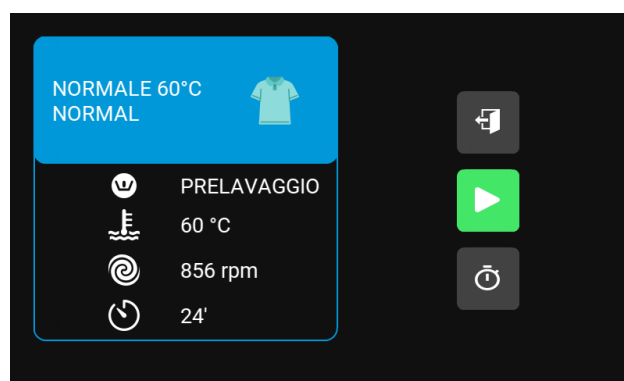 NORMALE 60°C
NORMAL
PRELAVAGGIO
60 °C
856 rpm
24'